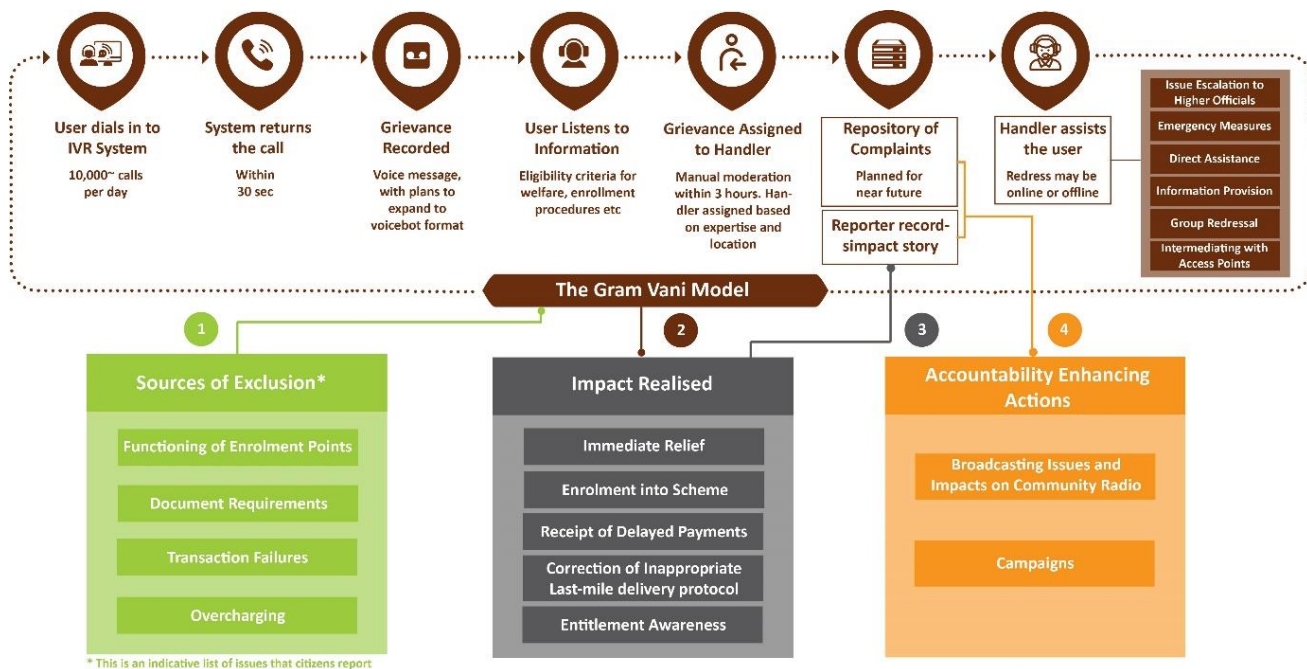 User dials in to
IVR System
10,000~ calls
per day
System returns
the call
Within
30 sec
Grievance
Recorded
Voice message,
with plans to
expand to
voicebot format
User Listens to
Information
Eligibility criteria for
welfare, enrollment
procedures etc
Grievance Assigned
to Handler
Manual moderation
within 3 hours. Han-
dler assigned based
on expertise and
location
Repository of
Complaints
Planned for
near future
Reporter record-
simpact story
Handler assists
the user
Redress may be
online or offline
Issue Escalation to
Higher Officials
Emergency Measures
Direct Assistance
Information Provision
Group Redressal
Intermediating with
Access Points
The Gram Vani Model
1
2
3
4
Sources of Exclusion*
Functioning of Enrolment Points
Document Requirements
Transaction Failures
Overcharging
* This is an indicative list of issues that citizens report
Impact Realised
Immediate Relief
Enrolment into Scheme
Receipt of Delayed Payments
Correction of Inappropriate
Last-mile delivery protocol
Entitlement Awareness
Accountability Enhancing
Actions
Broadcasting Issues and
Impacts on Community Radio
Campaigns